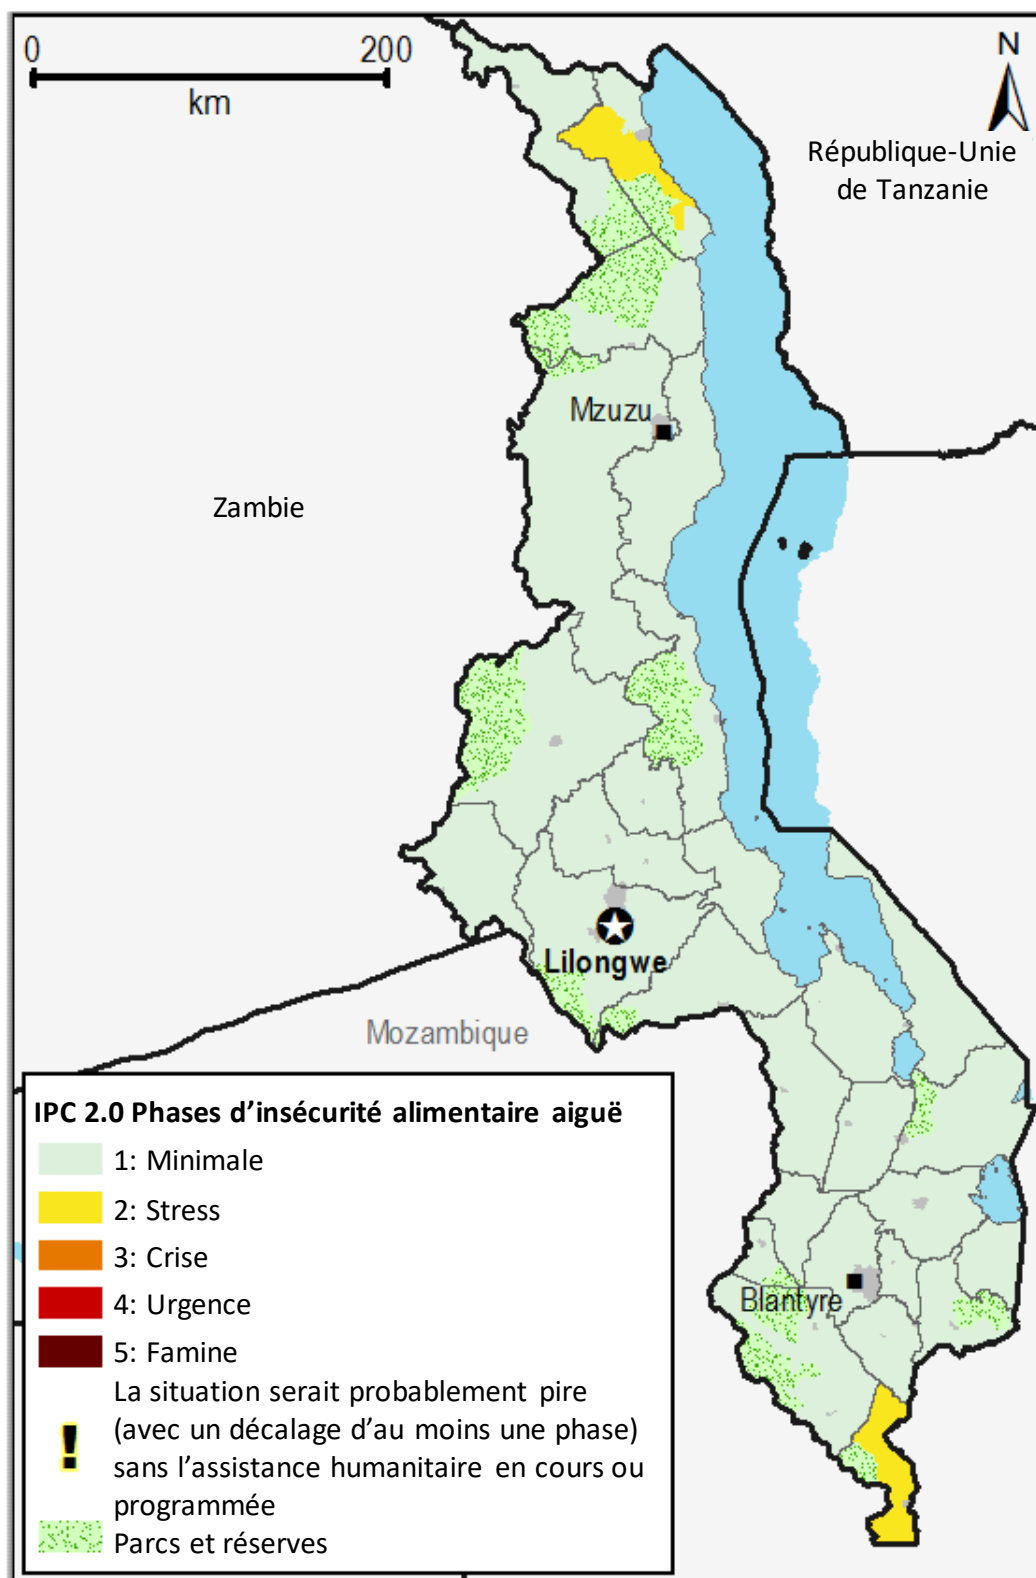 0 200
km
N
République-Unie
de Tanzanie
Mzuzu
Zambie
Lilongwe
Mozambique
Blantyre
IPC 2.0 Phases d’insécurité alimentaire aiguë
1: Minimale
2: Stress
3: Crise
4: Urgence
5: Famine
! La situation serait probablement pire
(avec un décalage d’au moins une phase)
sans l’assistance humanitaire en cours ou
programmée
Parcs et réserves